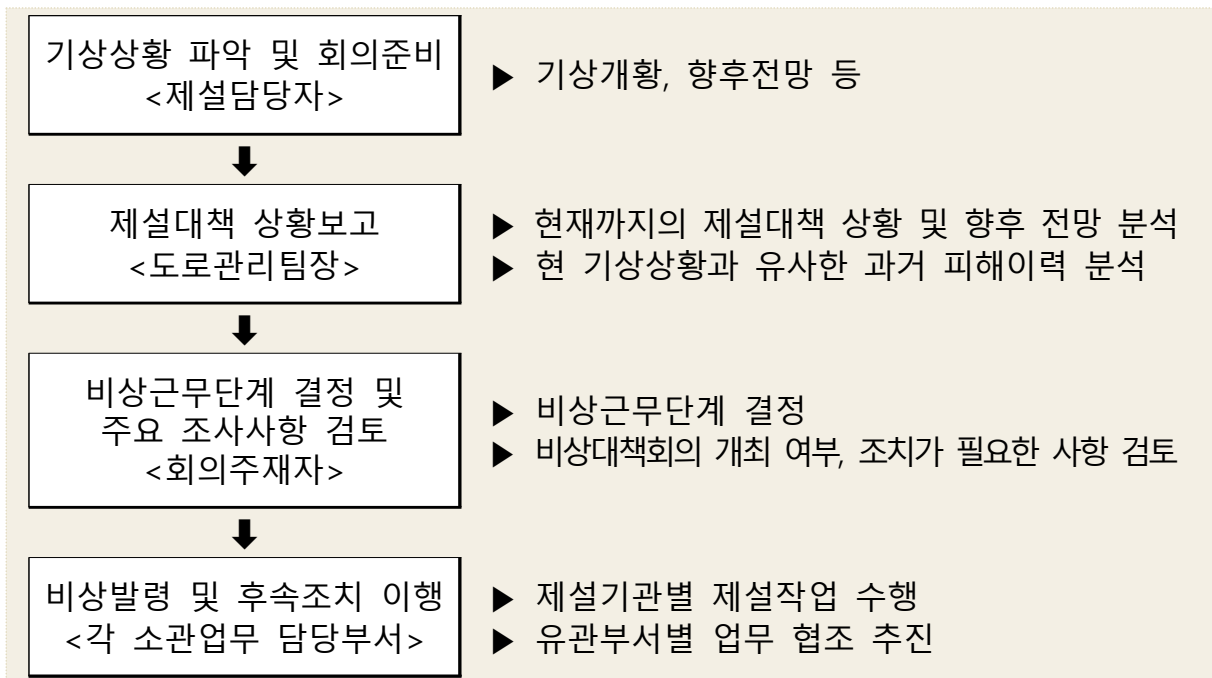 기상상황 파악 및 회의준비
<제설담당자>
▶ 기상개황, 향후전망 등
제설대책 상황보고
<도로관리팀장>
▶ 현재까지의 제설대책 상황 및 향후 전망 분석
▶ 현 기상상황과 유사한 과거 피해이력 분석
비상근무단계 결정 및
주요 조사사항 검토
<회의주재자>
▶ 비상근무단계 결정
▶ 비상대책회의 개최 여부, 조치가 필요한 사항 검토
비상발령 및 후속조치 이행
<각 소관업무 담당부서>
▶ 제설기관별 제설작업 수행
▶ 유관부서별 업무 협조 추진